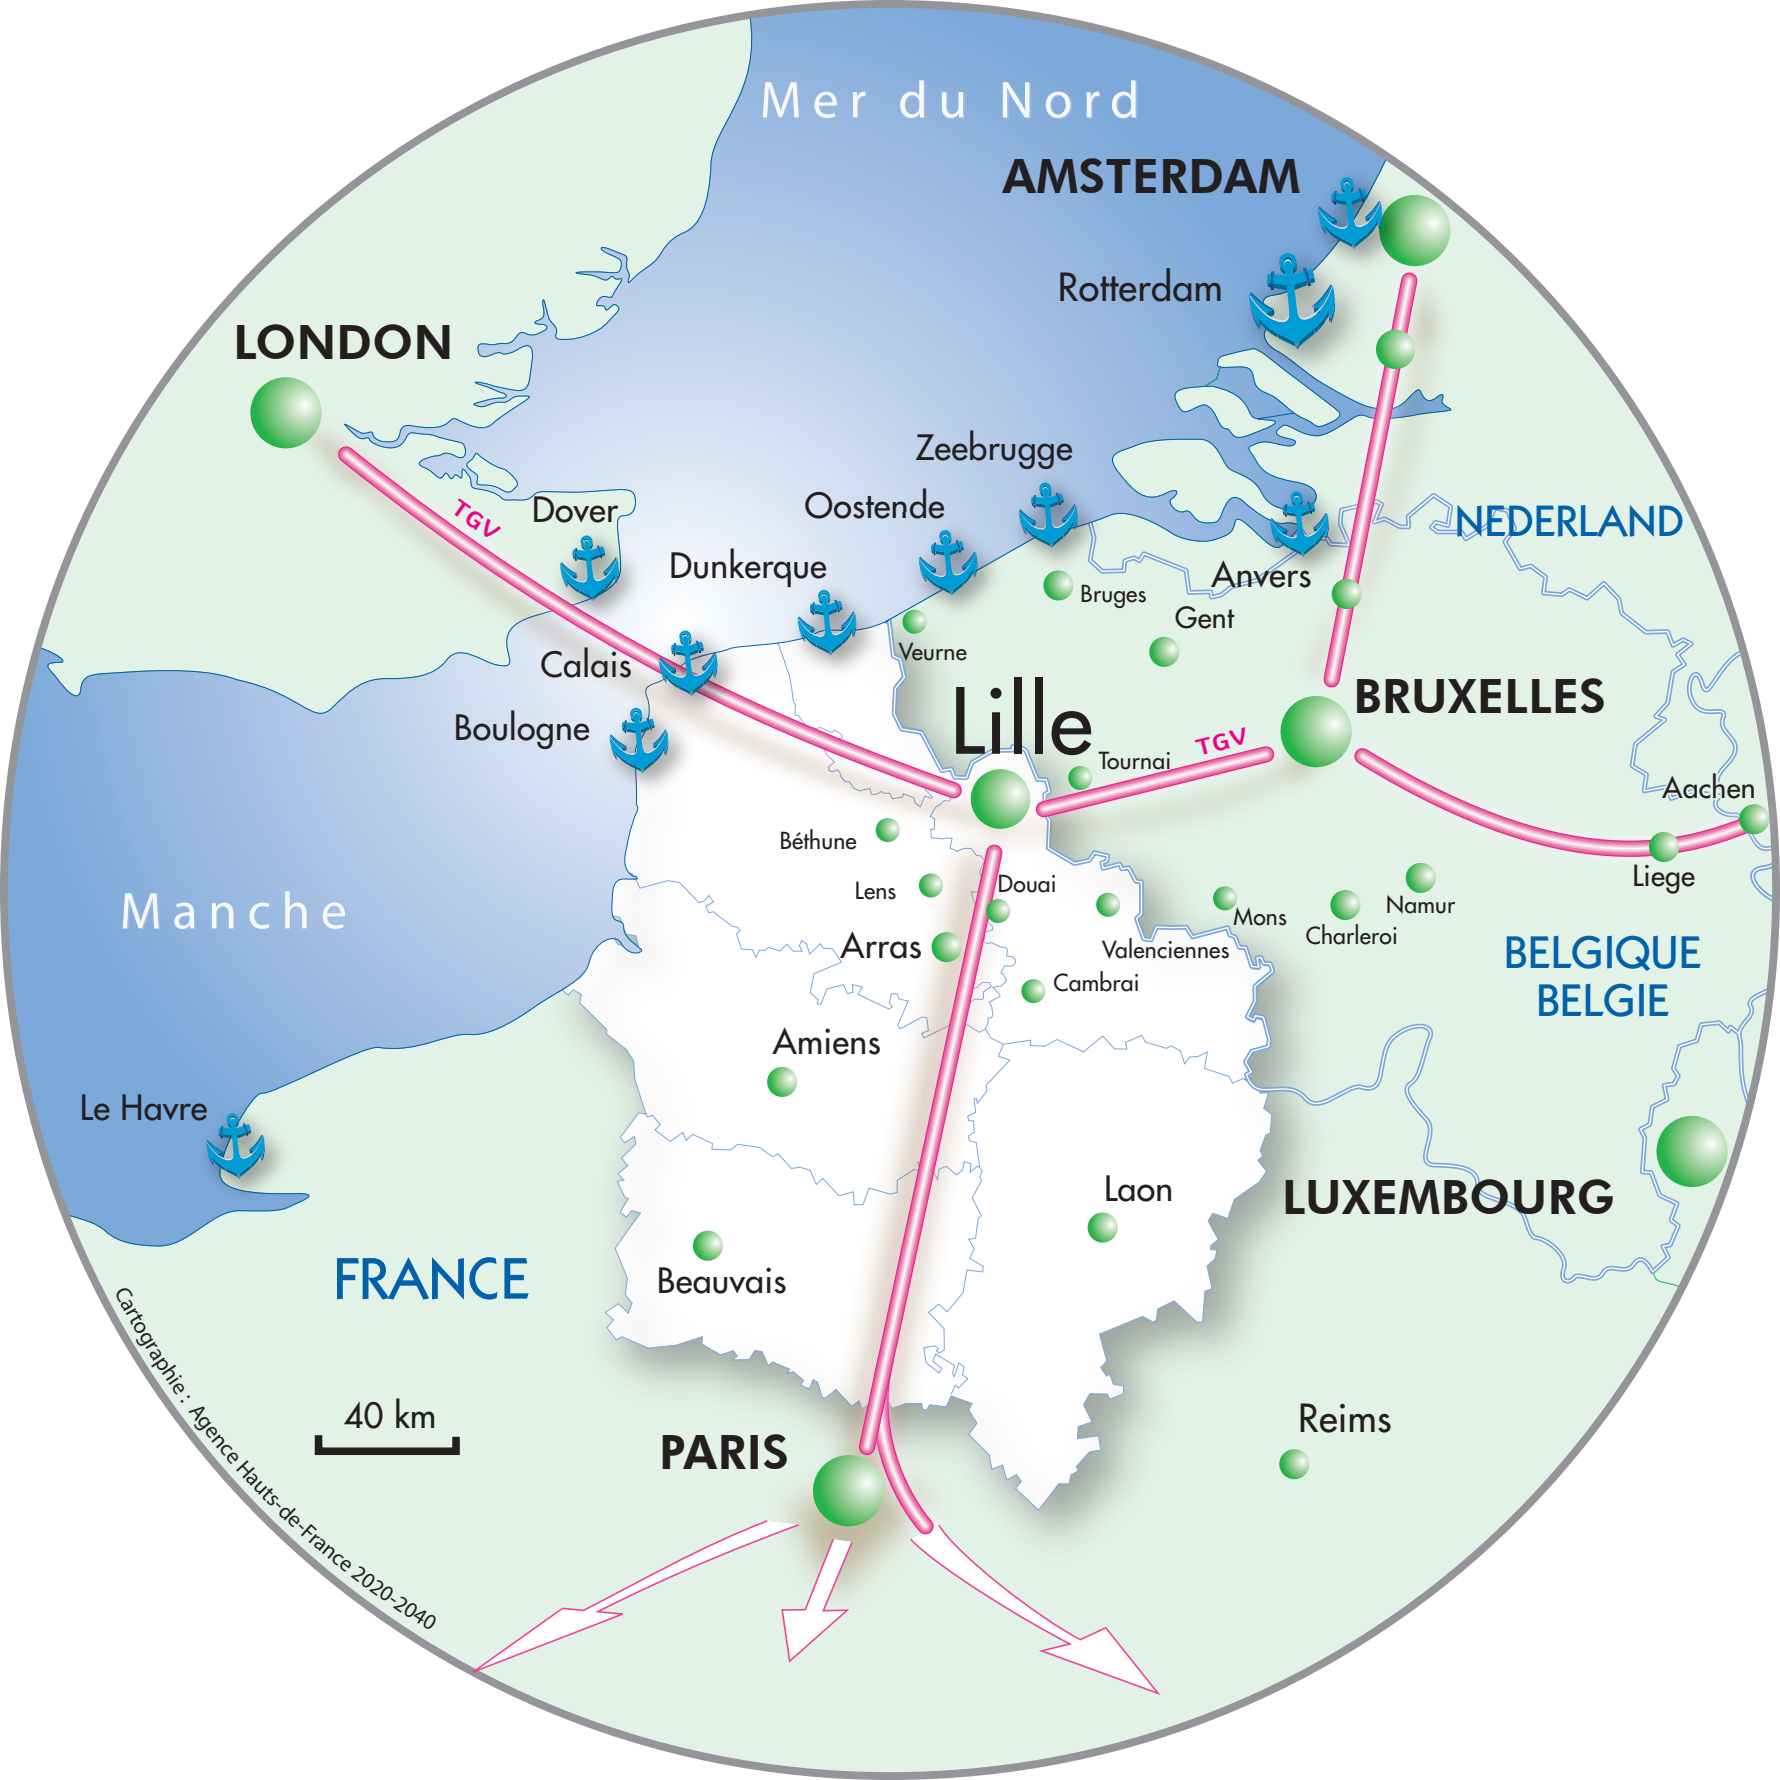 Mer du Nord
AMSTERDAM
Rotterdam
LONDON
Zeebrugge
TGV
Dover
Oostende
NEDERLAND
Dunkerque
Anvers
Bruges
Gent
Veurne
Calais
Lille
BRUXELLES
Boulogne
TGV
Tournai
Aachen
Béthune
Liege
Lens
Douai
Manche
Namur
Mons
Charleroi
Arras
Valenciennes
BELGIQUE
BELGIE
Cambrai
Amiens
Le Havre
Laon
LUXEMBOURG
FRANCE
Beauvais
40 km
Reims
PARIS
Cartographie : Agence Hauts-de-France 2020-2040